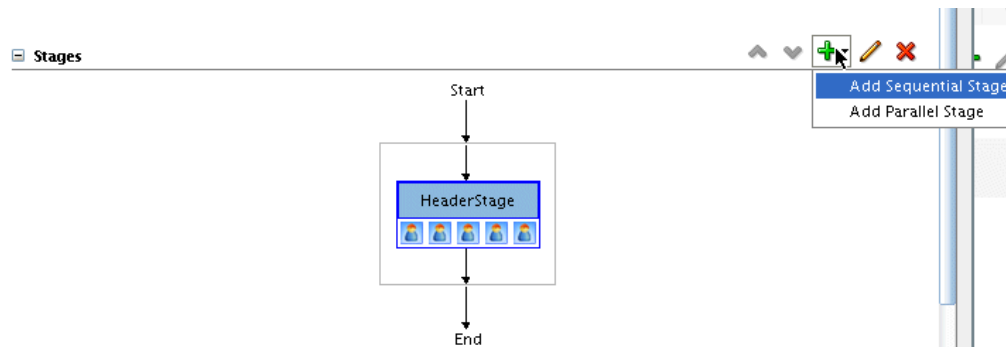 Stages
Add Sequential Stage
Start
Add Parallel Stage
HeaderStage
End